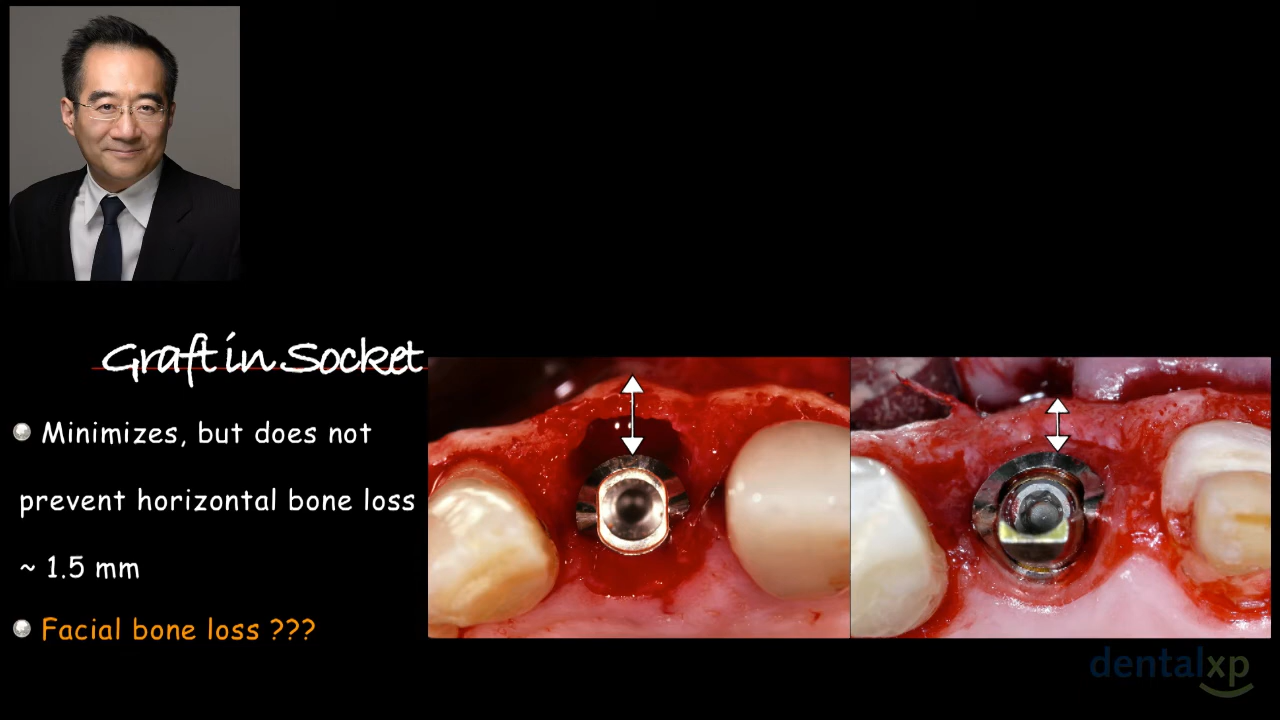 Graft in Socket
Minimizes, but does not
prevent horizontal bone loss
~ 1.5 mm
Facial bone loss ???
dentalxp